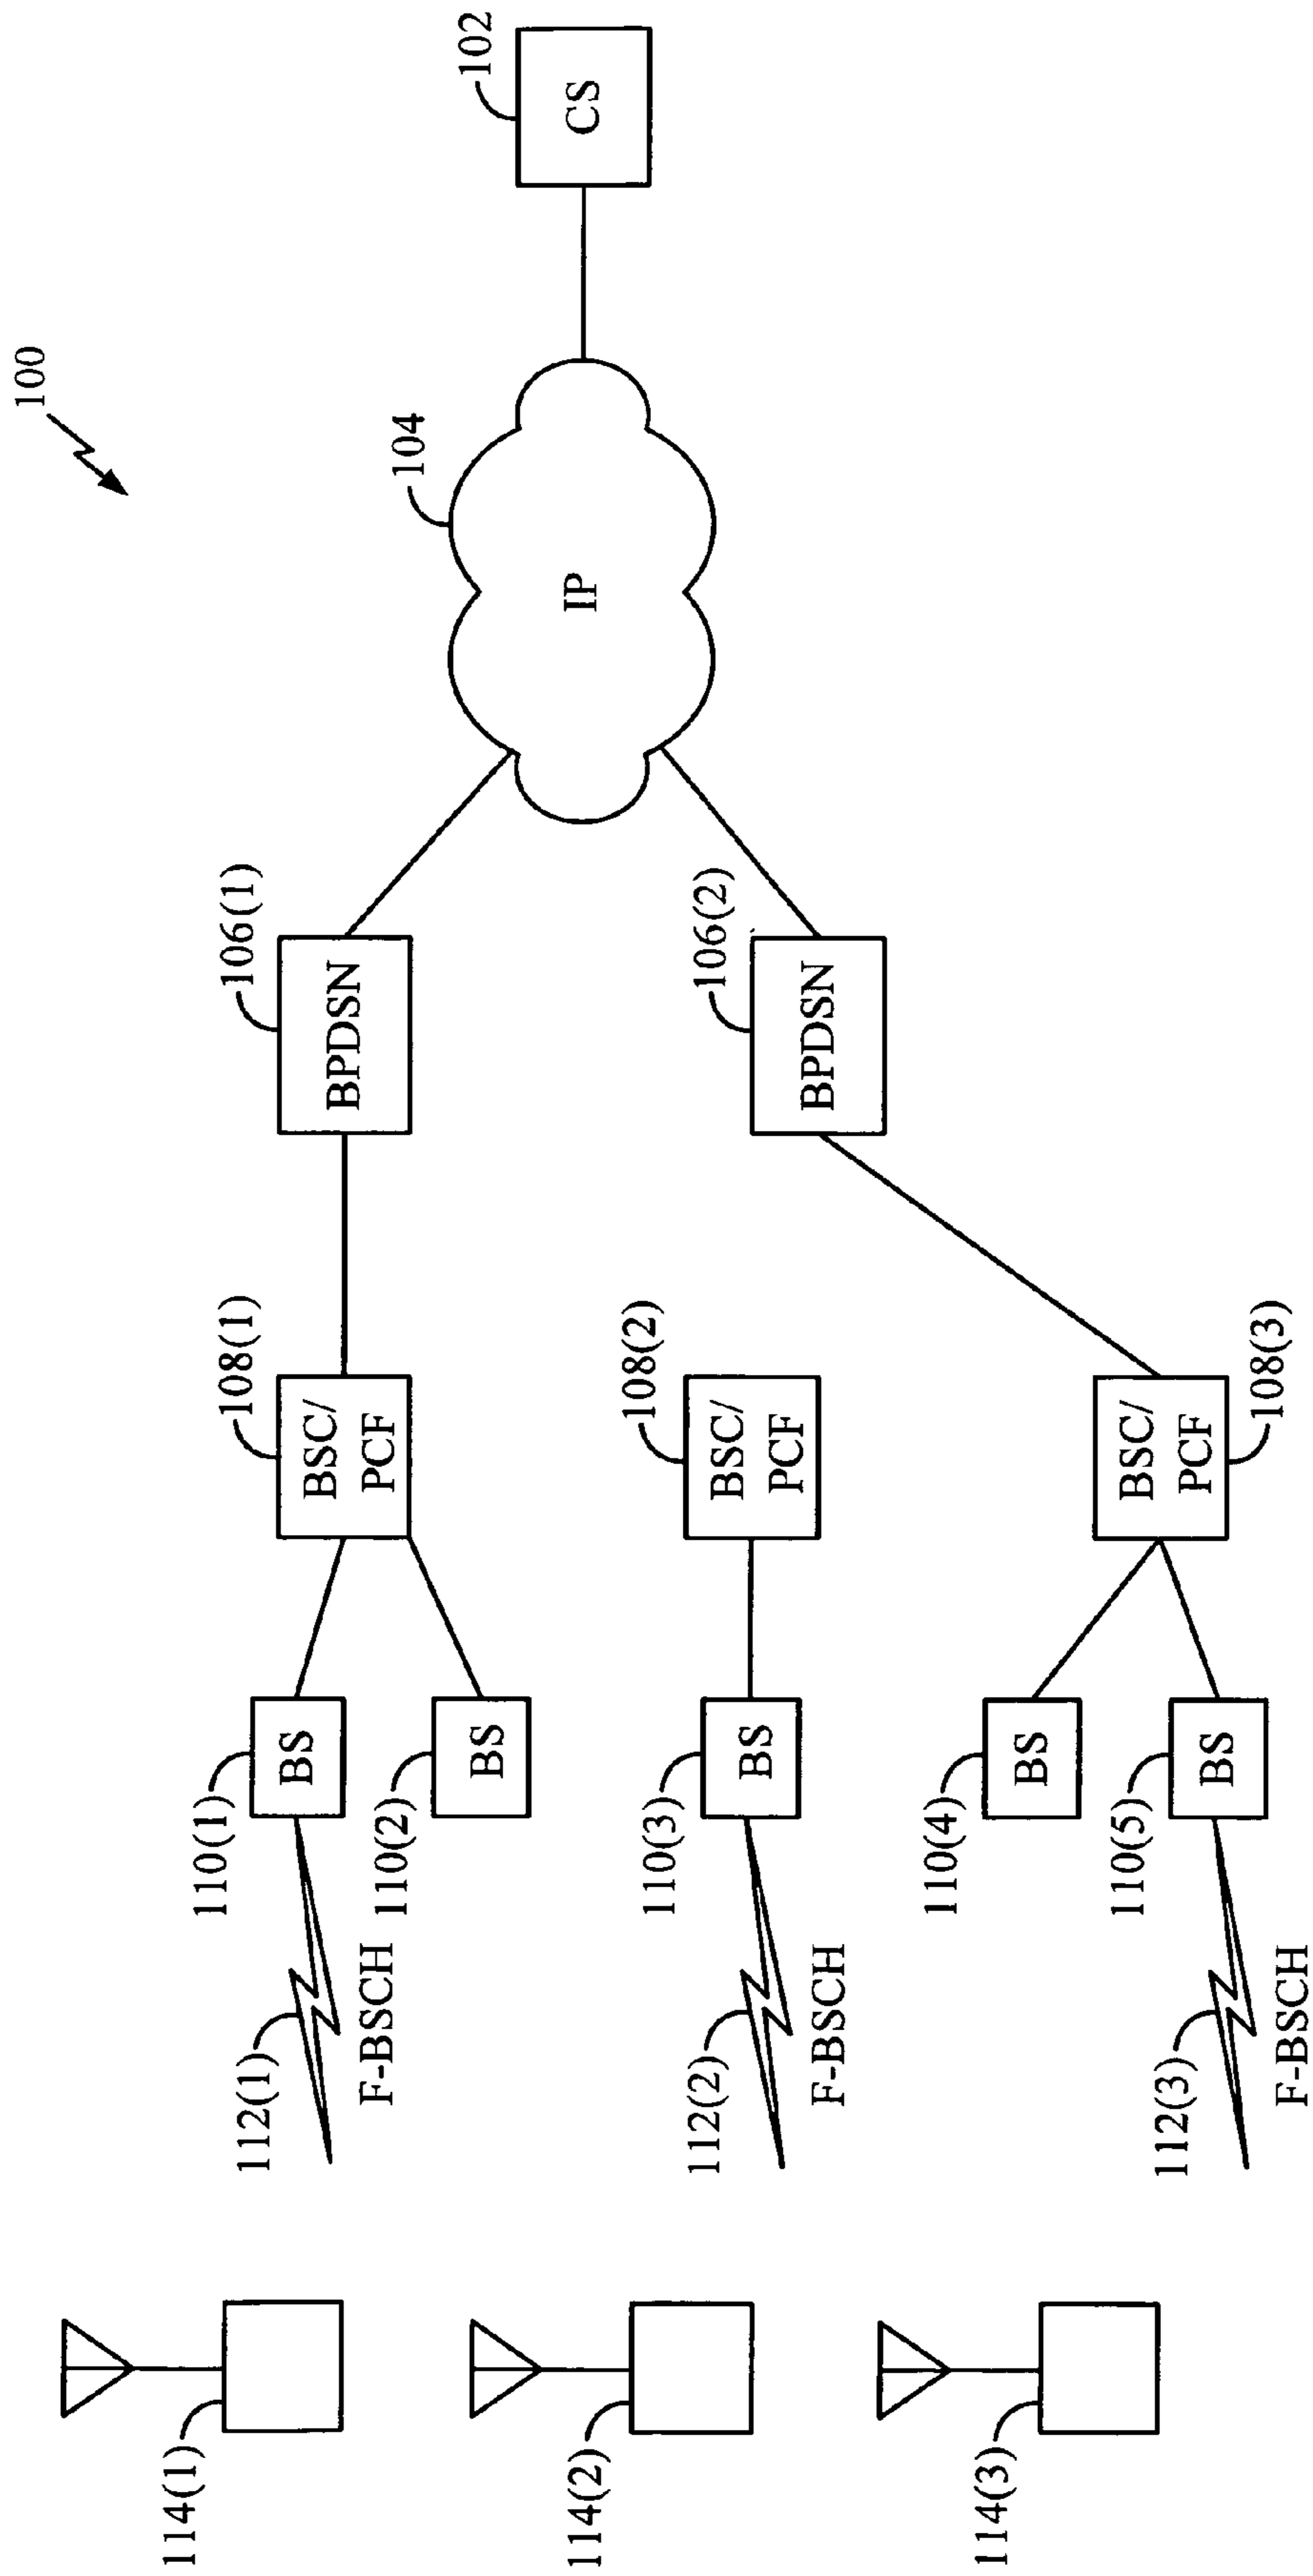 100
102
CS
104
IP
106(1)
BPDSN
106(2)
BPDSN
108(1)
BSC/
PCF
108(2)
BSC/
PCF
BSC/
PCF
108(3)
110(1)
BS
110(2)
BS
110(3)
BS
110(4)
BS
110(5)
BS
112(1)
F-BSCH
112(2)
F-BSCH
112(3)
F-BSCH
114(1)
114(2)
114(3)